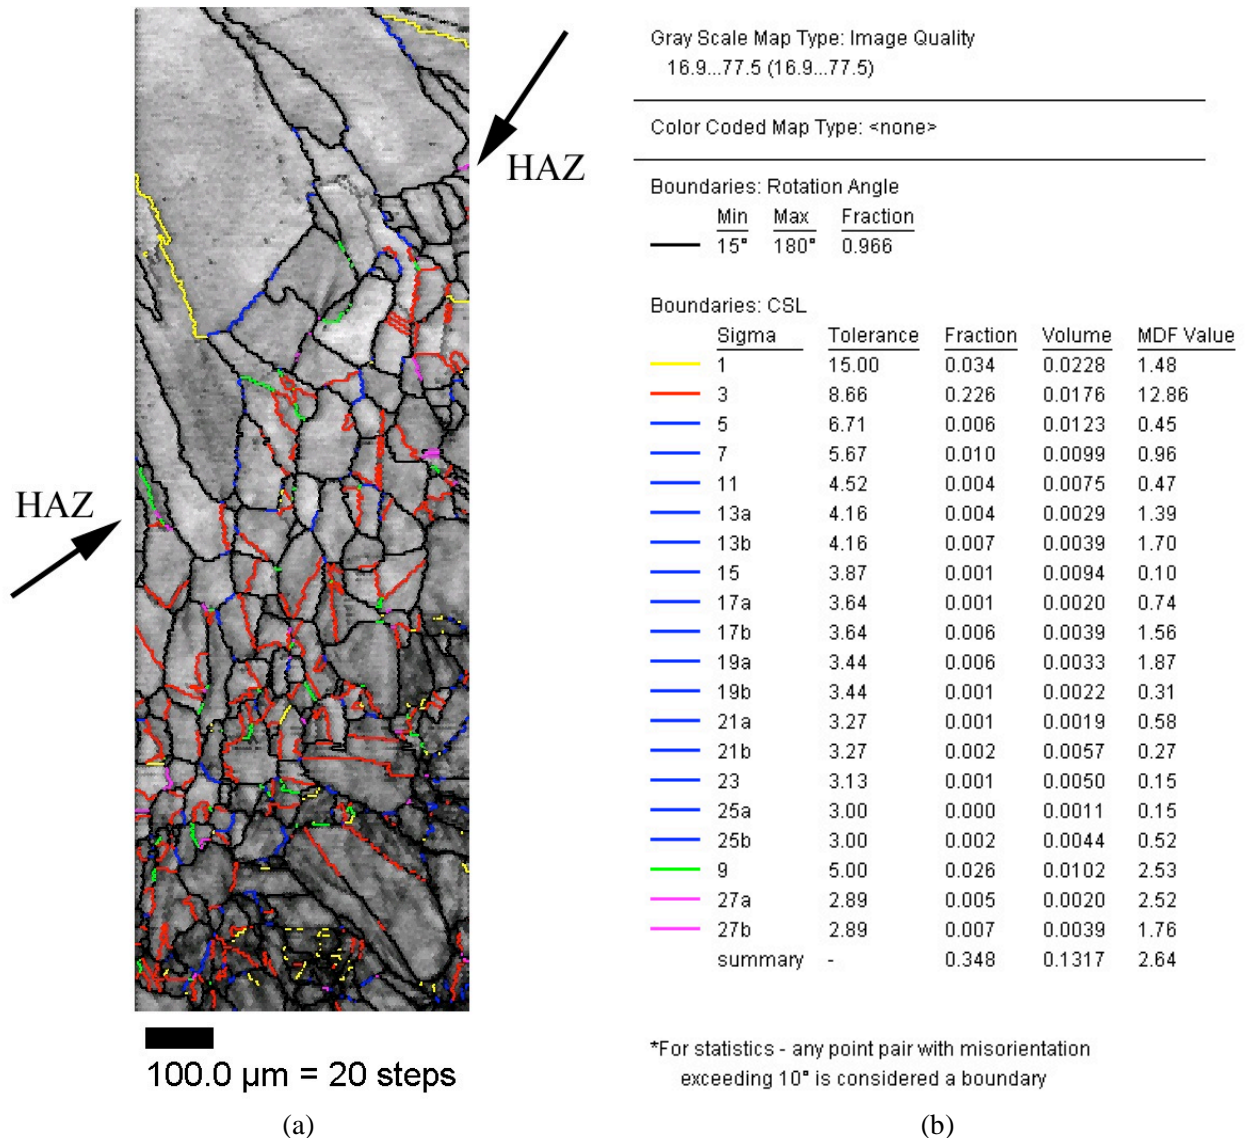 HAZ
HAZ
100.0 µm = 20 steps
(a)
Gray Scale Map Type: Image Quality
16.9...77.5 (16.9...77.5)
Color Coded Map Type: <none>
Boundaries: Rotation Angle
Min Max Fraction
15° 180° 0.966
Boundaries: CSL
Sigma Tolerance Fraction Volume MDF Value
1 15.00 0.034 0.0228 1.48
3 8.66 0.226 0.0176 12.86
5 6.71 0.006 0.0123 0.45
7 5.67 0.010 0.0099 0.96
11 4.52 0.004 0.0075 0.47
13a 4.16 0.004 0.0029 1.39
13b 4.16 0.007 0.0039 1.70
15 3.87 0.001 0.0094 0.10
17a 3.64 0.001 0.0020 0.74
17b 3.64 0.006 0.0039 1.56
19a 3.44 0.006 0.0033 1.87
19b 3.44 0.001 0.0022 0.31
21a 3.27 0.001 0.0019 0.58
21b 3.27 0.002 0.0057 0.27
23 3.13 0.001 0.0050 0.15
25a 3.00 0.000 0.0011 0.15
25b 3.00 0.002 0.0044 0.52
9 5.00 0.026 0.0102 2.53
27a 2.89 0.005 0.0020 2.52
27b 2.89 0.007 0.0039 1.76
summary - 0.348 0.1317 2.64
*For statistics - any point pair with misorientation
exceeding 10° is considered a boundary
(b)